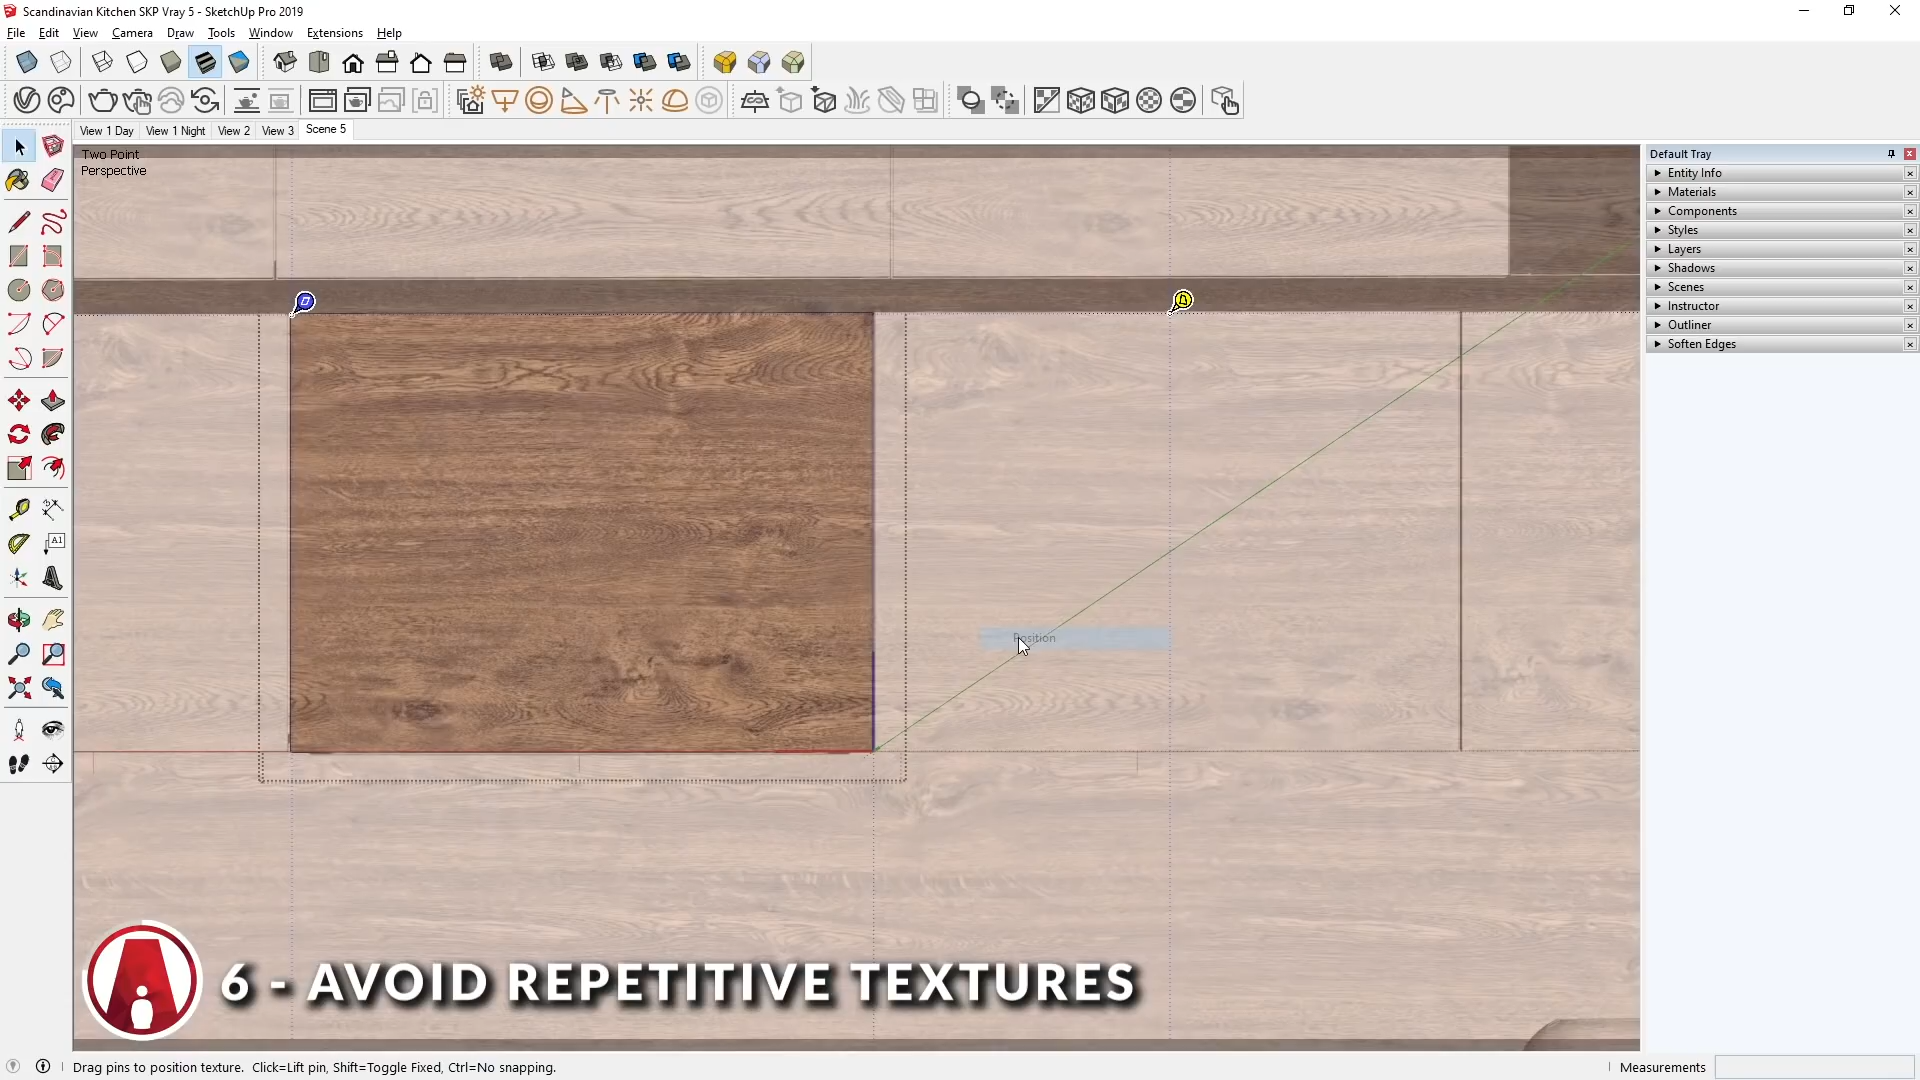 Scandinavian Kitchen SKP Vray 5 - SketchUp Pro 2019
File Edit View Camera Draw Tools Window Extensions Help
View 1 Day View 1 Night View 2 View 3 Scene 5
Two Point
Perspective
Default Tray
Entity Info
Materials
Components
Styles
Layers
Shadows
Scenes
Instructor
Outliner
Soften Edges
A1
Position
6 - AVOID REPETITIVE TEXTURES
Drag pins to position texture. Click=Lift pin, Shift=Toggle Fixed, Ctrl=No snapping.
Measurements